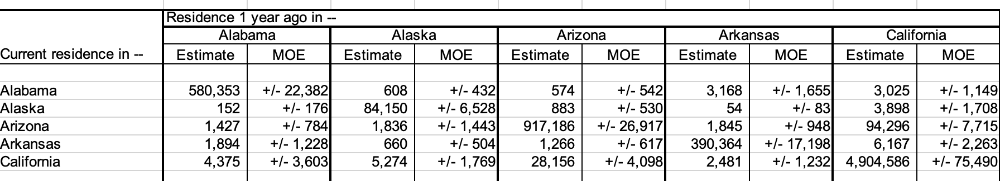 Residence 1 year ago in --
Alabama Alaska Arizona Arkansas California
Current residence in -- Estimate MOE Estimate MOE Estimate MOE Estimate MOE Estimate MOE
Alabama 580,353 +/- 22,382 608 +/- 432 574 +/- 542 3,168 +/- 1,655 3,025 +/- 1,149
Alaska 152 +/- 176 84,150 +/- 6,528 883 +/- 530 54 +/- 83 3,898 +/- 1,708
Arizona 1,427 +/- 784 1,836 +/- 1,443 917,186 +/- 26,917 1,845 +/- 948 94,296 +/- 7,715
Arkansas 1,894 +/- 1,228 660 +/- 504 1,266 +/- 617 390,364 +/- 17,198 6,167 +/- 2,263
California 4,375 +/- 3,603 5,274 +/- 1,769 28,156 +/- 4,098 2,481 +/- 1,232 4,904,586 +/- 75,490